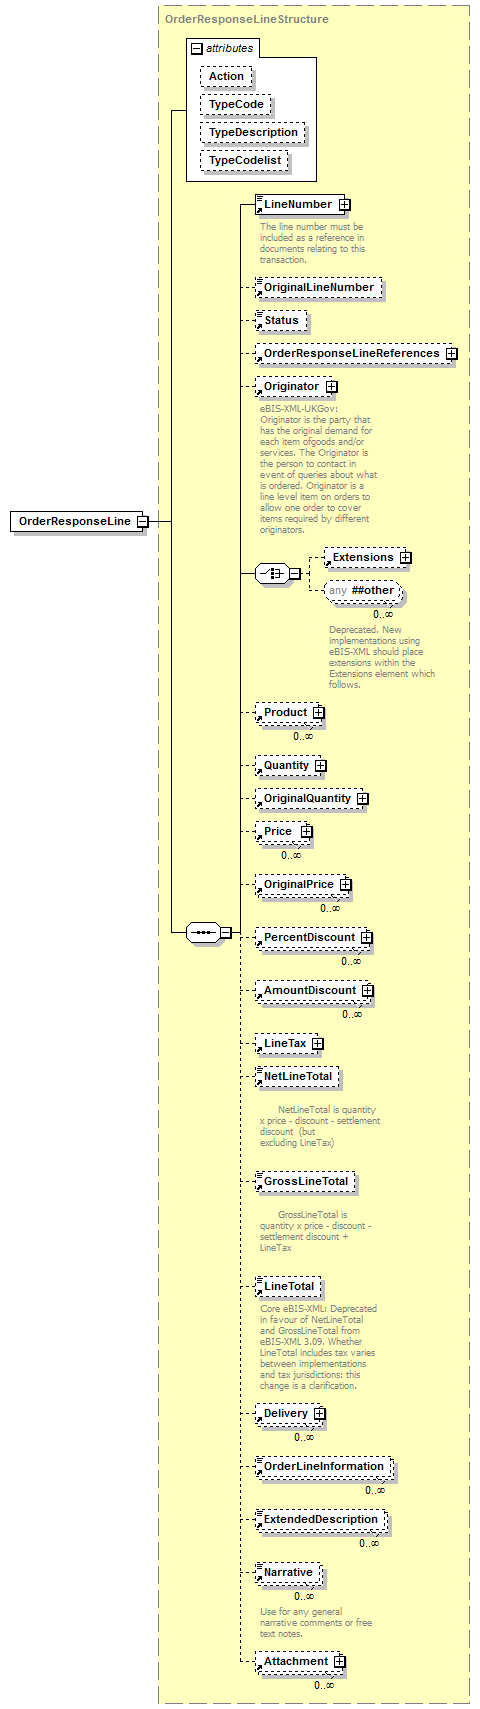 OrderResponseLineStructure
attributes
Action
TypeCode
TypeDescription
TypeCodelist
LineNumber
The line number must be
included as a reference in
documents relating to this
transaction.
OriginalLineNumber
Status
OrderResponseLineReferences
Originator
eBIS-XML-UKGov:
Originator is the party that
has the original demand for
each item ofgoods and/or
services. The Originator is
the person to contact in
event of queries about what
is ordered. Originator is a
line level item on orders to
allow one order to cover
items required by different
originators.
OrderResponseLine
Extensions
any ##other
0..∞
Deprecated. New
implementations using
eBIS-XML should place
extensions within the
Extensions element which
follows.
Product
0..∞
Quantity
OriginalQuantity
Price
0..∞
OriginalPrice
0..∞
PercentDiscount
0..∞
AmountDiscount
0..∞
LineTax
NetLineTotal
NetLineTotal is quantity
x price - discount - settlement
discount (but
excluding LineTax)
GrossLineTotal
GrossLineTotal is
quantity x price - discount -
settlement discount +
LineTax
LineTotal
Core eBIS-XML: Deprecated
in favour of NetLineTotal
and GrossLineTotal from
eBIS-XML 3.09. Whether
LineTotal includes tax varies
between implementations
and tax jurisdictions: this
change is a clarification.
Delivery
0..∞
OrderLineInformation
0..∞
ExtendedDescription
0..∞
Narrative
0..∞
Use for any general
narrative comments or free
text notes.
Attachment
0..∞